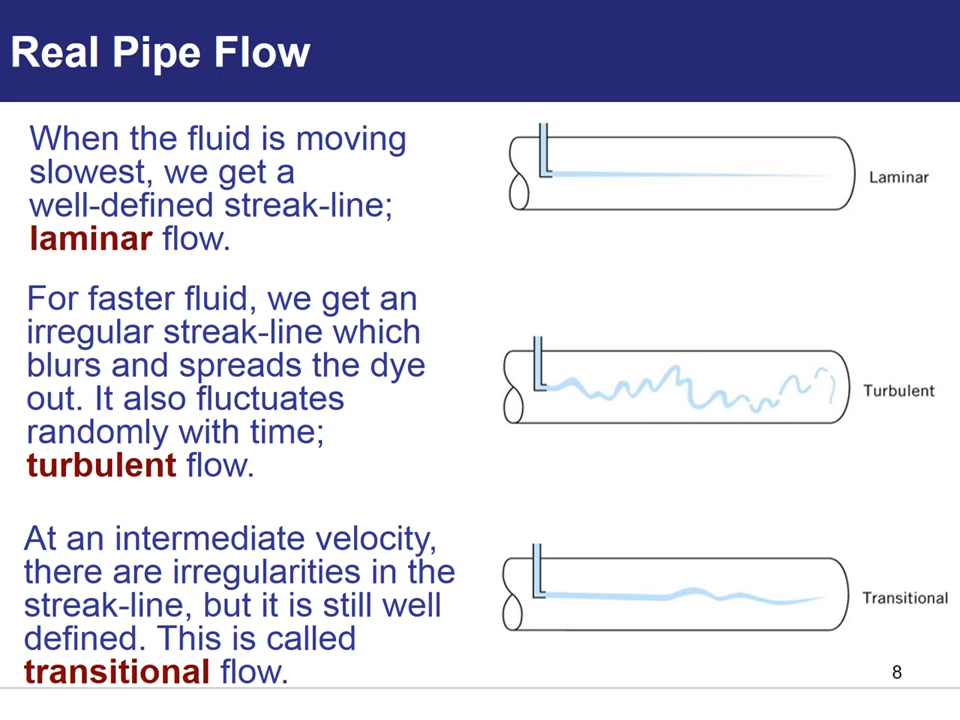 Real Pipe Flow
When the fluid is moving
slowest, we get a
well-defined streak-line;
laminar flow.
Laminar
For faster fluid, we get an
irregular streak-line which
blurs and spreads the dye
out. It also fluctuates
randomly with time;
turbulent flow.
Turbulent
At an intermediate velocity,
there are irregularities in the
streak-line, but it is still well
defined. This is called
transitional flow.
Transitional
8